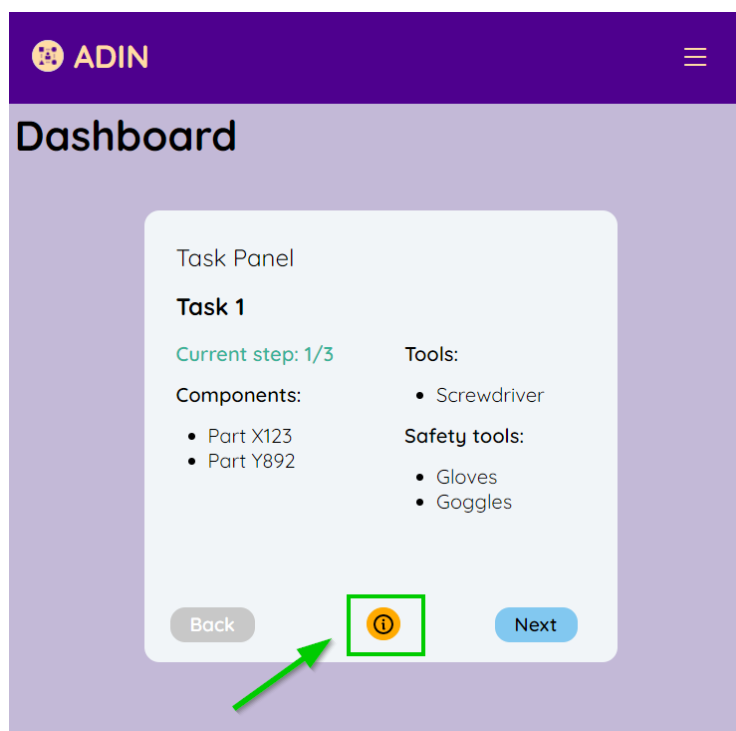 ADIN
Dashboard
Task Panel
Task 1
Current step: 1/3
Components:
Part X123
Part Y892
Tools:
Screwdriver
Safety tools:
Gloves
Goggles
Back
Next